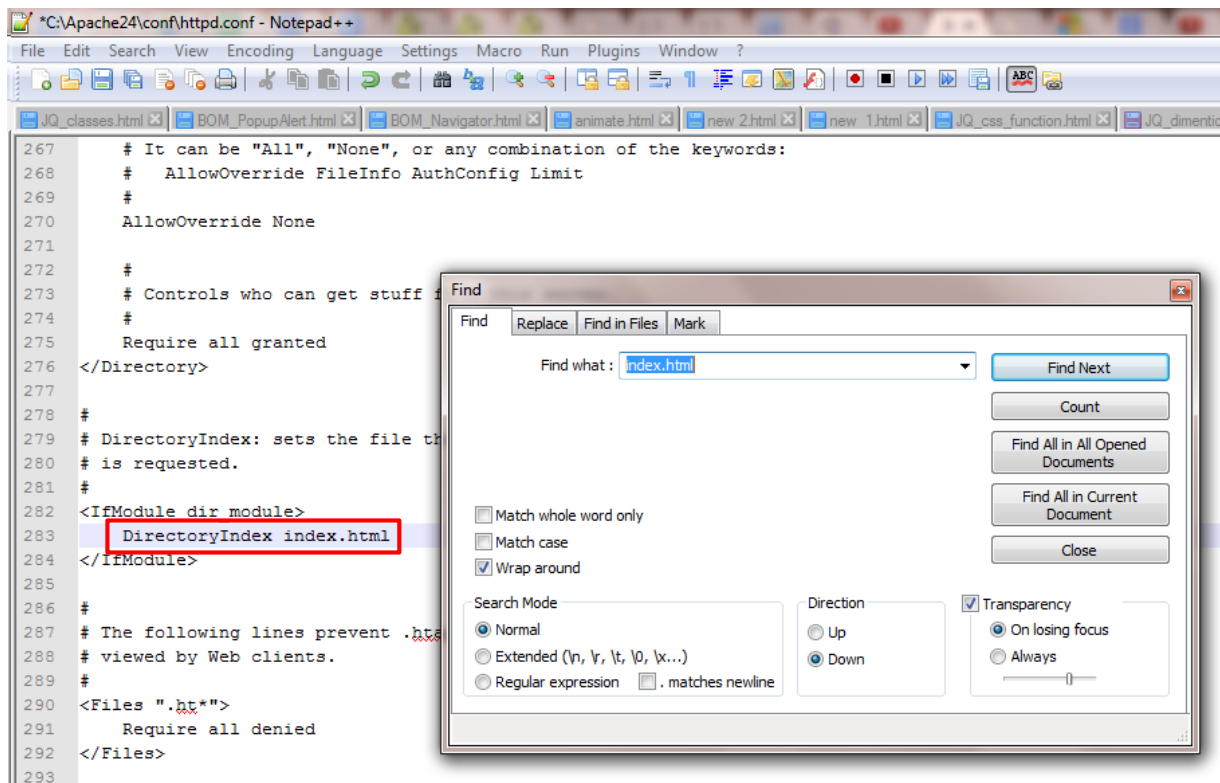 *C:\Apache24\conf\httpd.conf - Notepad++
File Edit Search View Encoding Language Settings Macro Run Plugins Window ?
ABC
JQ_classes.html BOM_PopupAlert.html BOM_Navigator.html animate.html new 2.html new 1.html JQ_css_function.html JQ_dimentic
267 # It can be "All", "None", or any combination of the keywords:
268 # AllowOverride FileInfo AuthConfig Limit
269 #
270 AllowOverride None
271
272 #
273 # Controls who can get stuff f
274 #
275 Require all granted
276 </Directory>
277
278 #
279 # DirectoryIndex: sets the file th
280 # is requested.
281 #
282 <IfModule dir_module>
283 DirectoryIndex index.html
284 </IfModule>
285
286 #
287 # The following lines prevent .hta
288 # viewed by Web clients.
289 #
290 <Files ".ht*">
291 Require all denied
292 </Files>
293
Find
Find Replace Find in Files Mark
Find what : index.html
Find Next
Count
Find All in All Opened
Documents
Find All in Current
Document
Close
Match whole word only
Match case
Wrap around
Search Mode
Normal
Extended (\n, \r, \t, \0, \x...)
Regular expression . matches newline
Direction
Up
Down
Transparency
On losing focus
Always